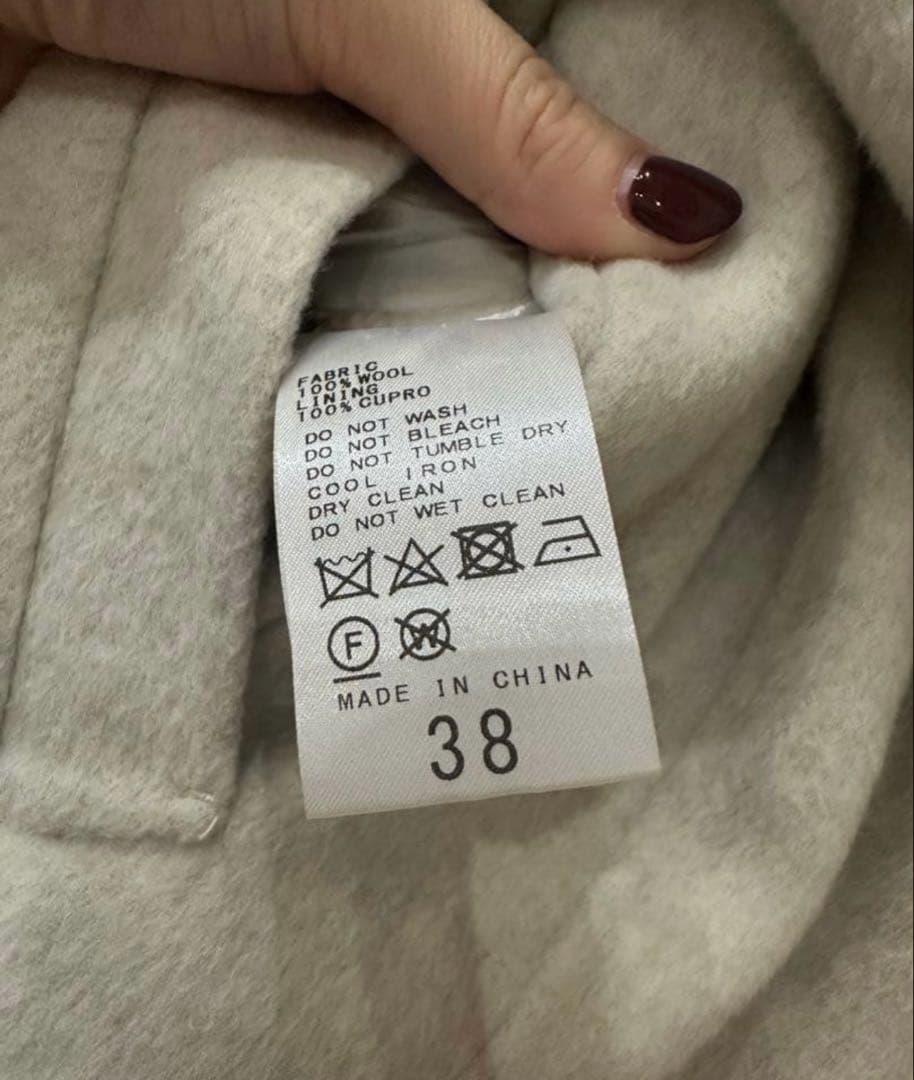 FABRIC
100% WOOL
LINING
100% CUPRO
DO NOT WASH
DO NOT BLEACH
DO NOT TUMBLE DRY
COOL IRON
DRY CLEAN
DO NOT WET CLEAN
F W
MADE IN CHINA
38